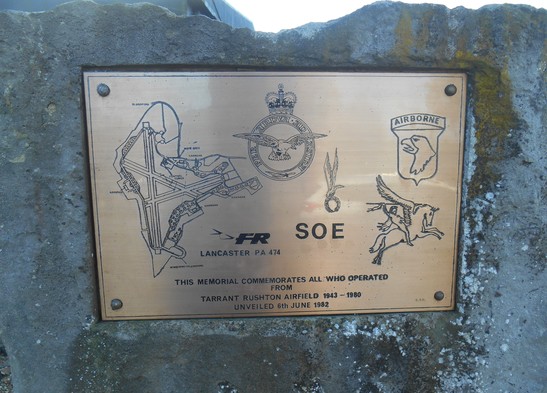 AIRBORNE
FR
SOE
LANCASTER PA 474
THIS MEMORIAL COMMEMORATES ALL WHO OPERATED
FROM
TARRANT RUSHTON AIRFIELD 1943 – 1980
UNVEILED 6th JUNE 1982